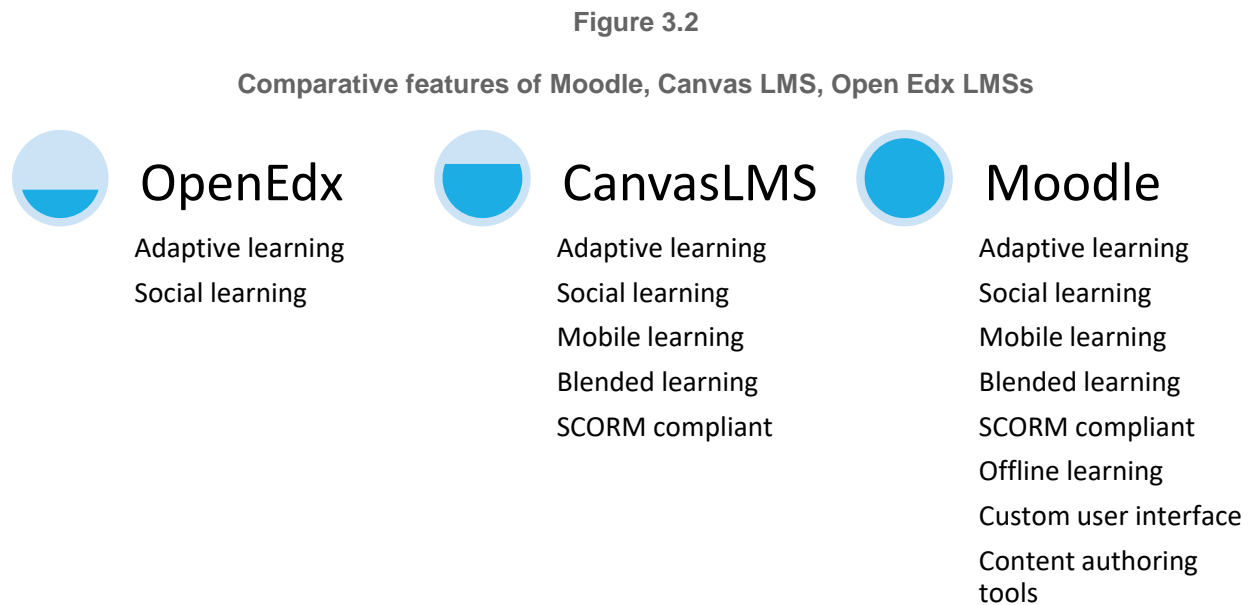 Figure 3.2
Comparative features of Moodle, Canvas LMS, Open Edx LMSs
OpenEdx
Adaptive learning
Social learning
CanvasLMS
Adaptive learning
Social learning
Mobile learning
Blended learning
SCORM compliant
Moodle
Adaptive learning
Social learning
Mobile learning
Blended learning
SCORM compliant
Offline learning
Custom user interface
Content authoring
tools